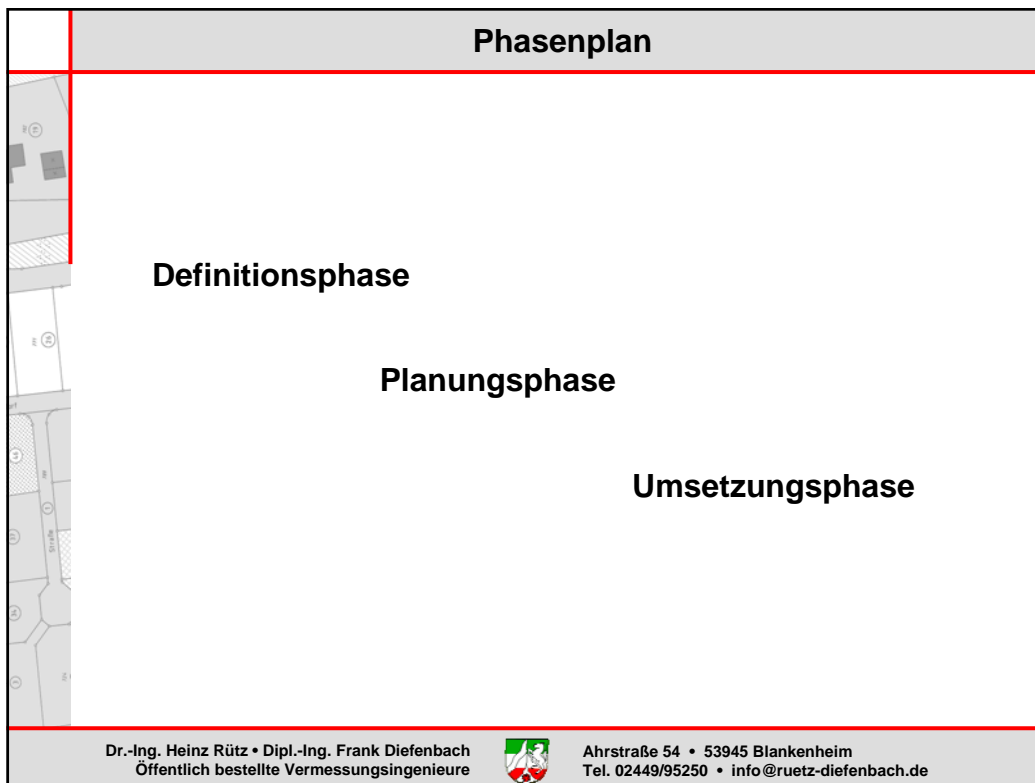 Phasenplan
Definitionsphase
Planungsphase
Umsetzungsphase
Straße
Dr.-Ing. Heinz Rütz • Dipl.-Ing. Frank Diefenbach
Öffentlich bestellte Vermessungsingenieure
Ahrstraße 54 • 53945 Blankenheim
Tel. 02449/95250 • info@ruetz-diefenbach.de